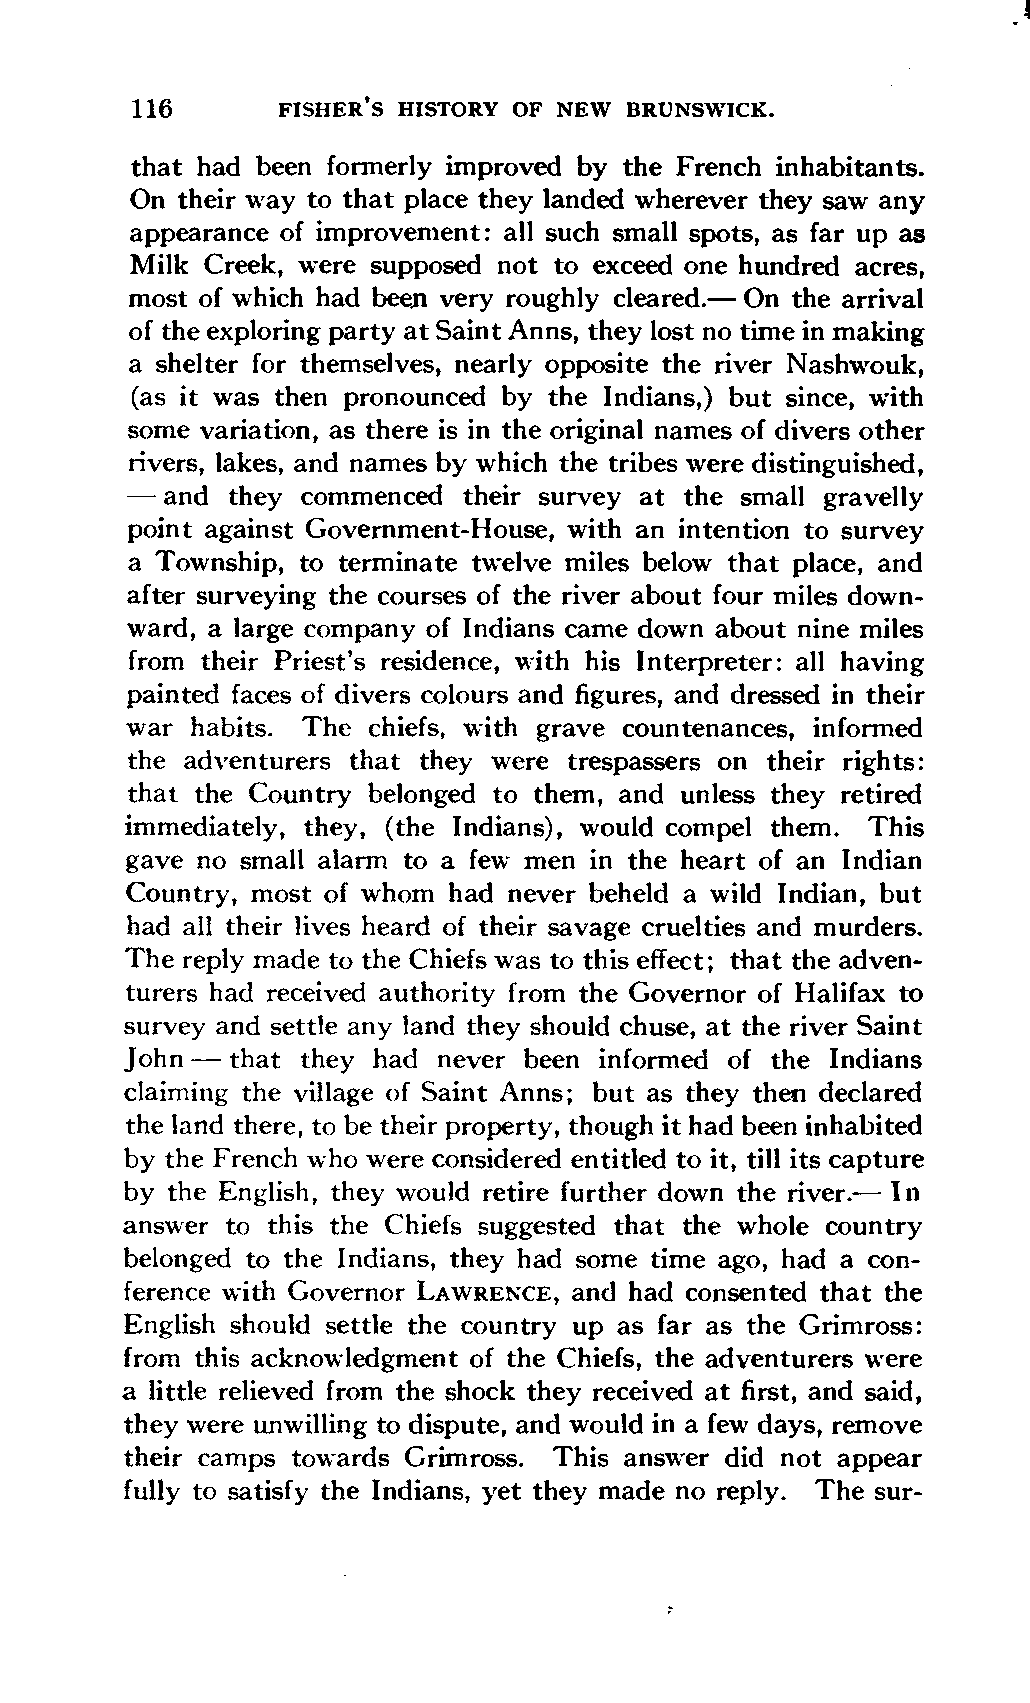 116 FISHER'S HISTORY OF NEW BRUNSWICK.
that had been formerly improved by the French inhabitants.
On their way to that place they landed wherever they saw any
appearance of improvement: all such small spots, as far up as
Milk Creek, were supposed not to exceed one hundred acres,
most of which had been very roughly cleared.— On the arrival
of the exploring party at Saint Anns, they lost no time in making
a shelter for themselves, nearly opposite the river Nashwouk,
(as it was then pronounced by the Indians,) but since, with
some variation, as there is in the original names of divers other
rivers, lakes, and names by which the tribes were distinguished,
— and they commenced their survey at the small gravelly
point against Government-House, with an intention to survey
a Township, to terminate twelve miles below that place, and
after surveying the courses of the river about four miles down-
ward, a large company of Indians came down about nine miles
from their Priest's residence, with his Interpreter: all having
painted faces of divers colours and figures, and dressed in their
war habits. The chiefs, with grave countenances, informed
the adventurers that they were trespassers on their rights:
that the Country belonged to them, and unless they retired
immediately, they, (the Indians), would compel them. This
gave no small alarm to a few men in the heart of an Indian
Country, most of whom had never beheld a wild Indian, but
had all their lives heard of their savage cruelties and murders.
The reply made to the Chiefs was to this effect; that the adven-
turers had received authority from the Governor of Halifax to
survey and settle any land they should chuse, at the river Saint
John — that they had never been informed of the Indians
claiming the village of Saint Anns; but as they then declared
the land there, to be their property, though it had been inhabited
by the French who were considered entitled to it, till its capture
by the English, they would retire further down the river.— In
answer to this the Chiefs suggested that the whole country
belonged to the Indians, they had some time ago, had a con-
ference with Governor LAWRENCE, and had consented that the
English should settle the country up as far as the Grimross:
from this acknowledgment of the Chiefs, the adventurers were
a little relieved from the shock they received at first, and said,
they were unwilling to dispute, and would in a few days, remove
their camps towards Grimross. This answer did not appear
fully to satisfy the Indians, yet they made no reply. The sur-